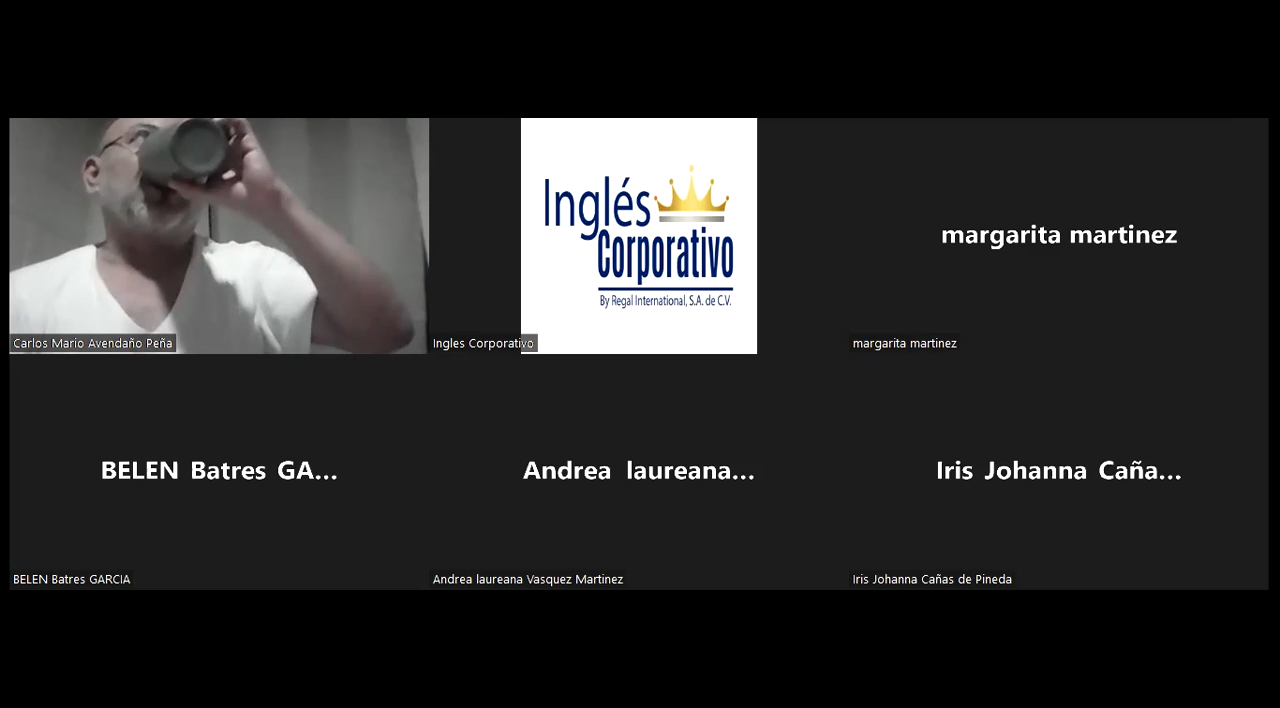 Inglés
Corporativo
By Regal International, S.A. de C.V.
margarita martinez
Carlos Mario Avendaño Peña
Ingles Corporativo
margarita martinez
BELEN Batres GA...
Andrea laureana...
Iris Johanna Caña...
BELEN Batres GARCIA
Andrea laureana Vasquez Martinez
Iris Johanna Cañas de Pineda